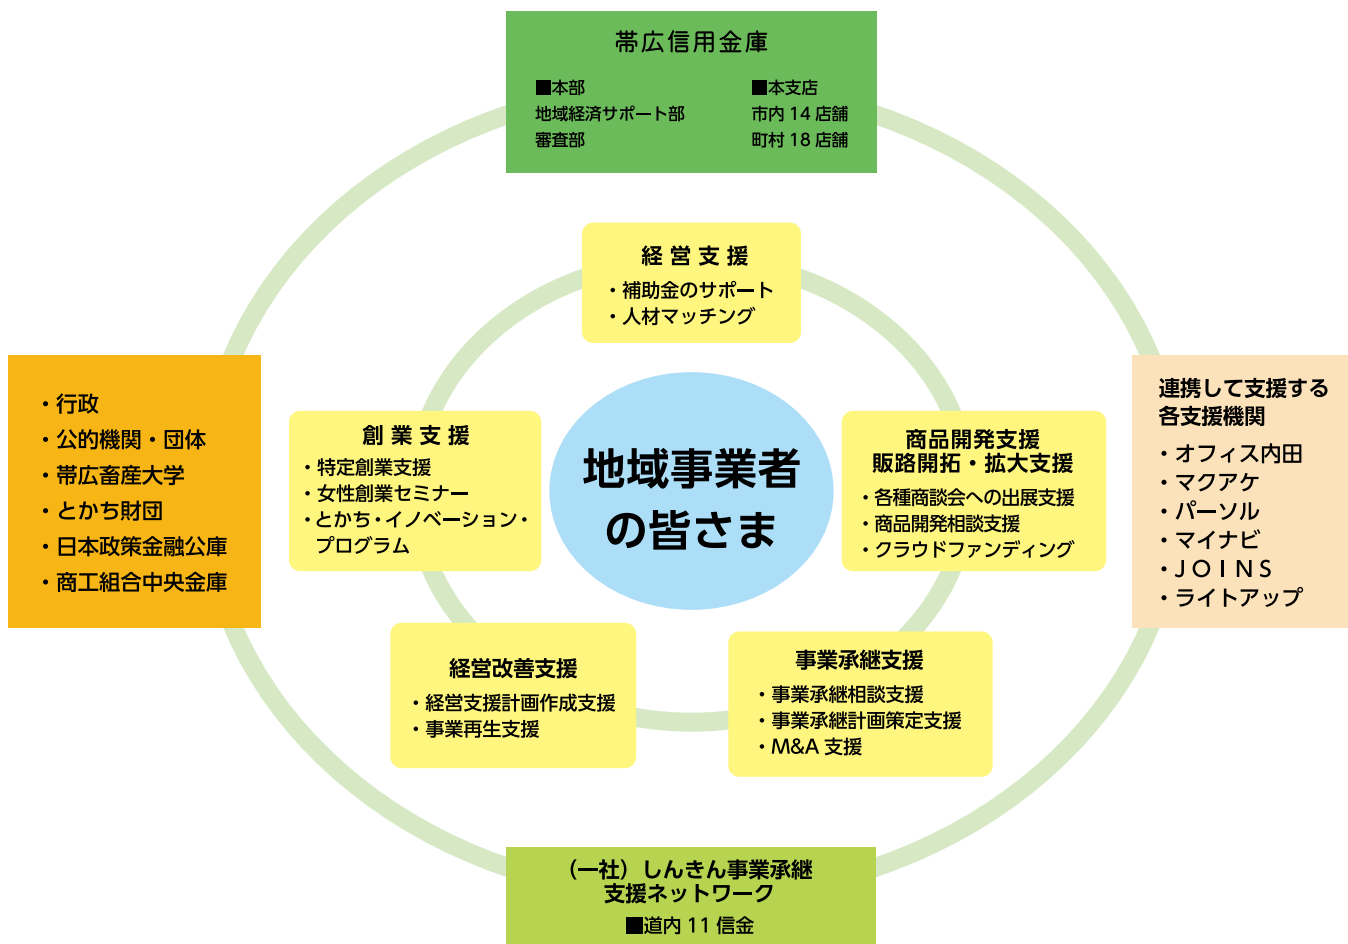 帯広信用金庫
■本部
地域経済サポート部
審査部
■本支店
市内 14 店舗
町村 18 店舗
経営支援
・補助金のサポート
・人材マッチング
・行政
・公的機関・団体
・帯広畜産大学
・とかち財団
・日本政策金融公庫
・商工組合中央金庫
創業支援
・特定創業支援
・女性創業セミナー
・とかち・イノベーション・
プログラム
地域事業者
の皆さま
商品開発支援
販路開拓・拡大支援
・各種商談会への出展支援
・商品開発相談支援
・クラウドファンディング
連携して支援する
各支援機関
・オフィス内田
・マクアケ
・パーソル
・マイナビ
・JOINS
・ライトアップ
経営改善支援
・経営支援計画作成支援
・事業再生支援
事業承継支援
・事業承継相談支援
・事業承継計画策定支援
・M&A 支援
（一社）しんきん事業承継
支援ネットワーク
■道内 11 信金